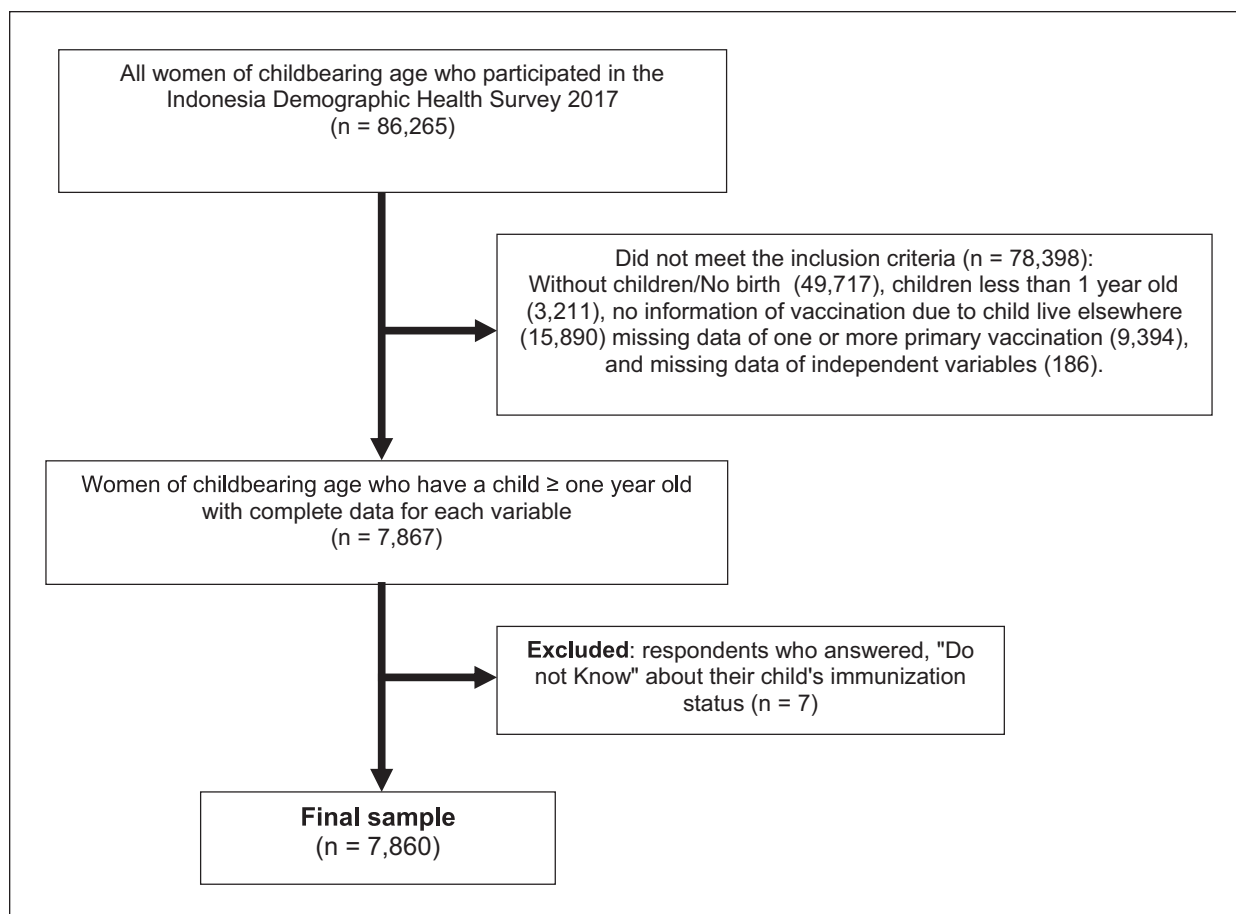 All women of childbearing age who participated in the
Indonesia Demographic Health Survey 2017
(n = 86,265)
Did not meet the inclusion criteria (n = 78,398):
Without children/No birth (49,717), children less than 1 year old
(3,211), no information of vaccination due to child live elsewhere
(15,890) missing data of one or more primary vaccination (9,394),
and missing data of independent variables (186).
Women of childbearing age who have a child ≥ one year old
with complete data for each variable
(n = 7,867)
Excluded: respondents who answered, "Do
not Know" about their child's immunization
status (n = 7)
Final sample
(n = 7,860)